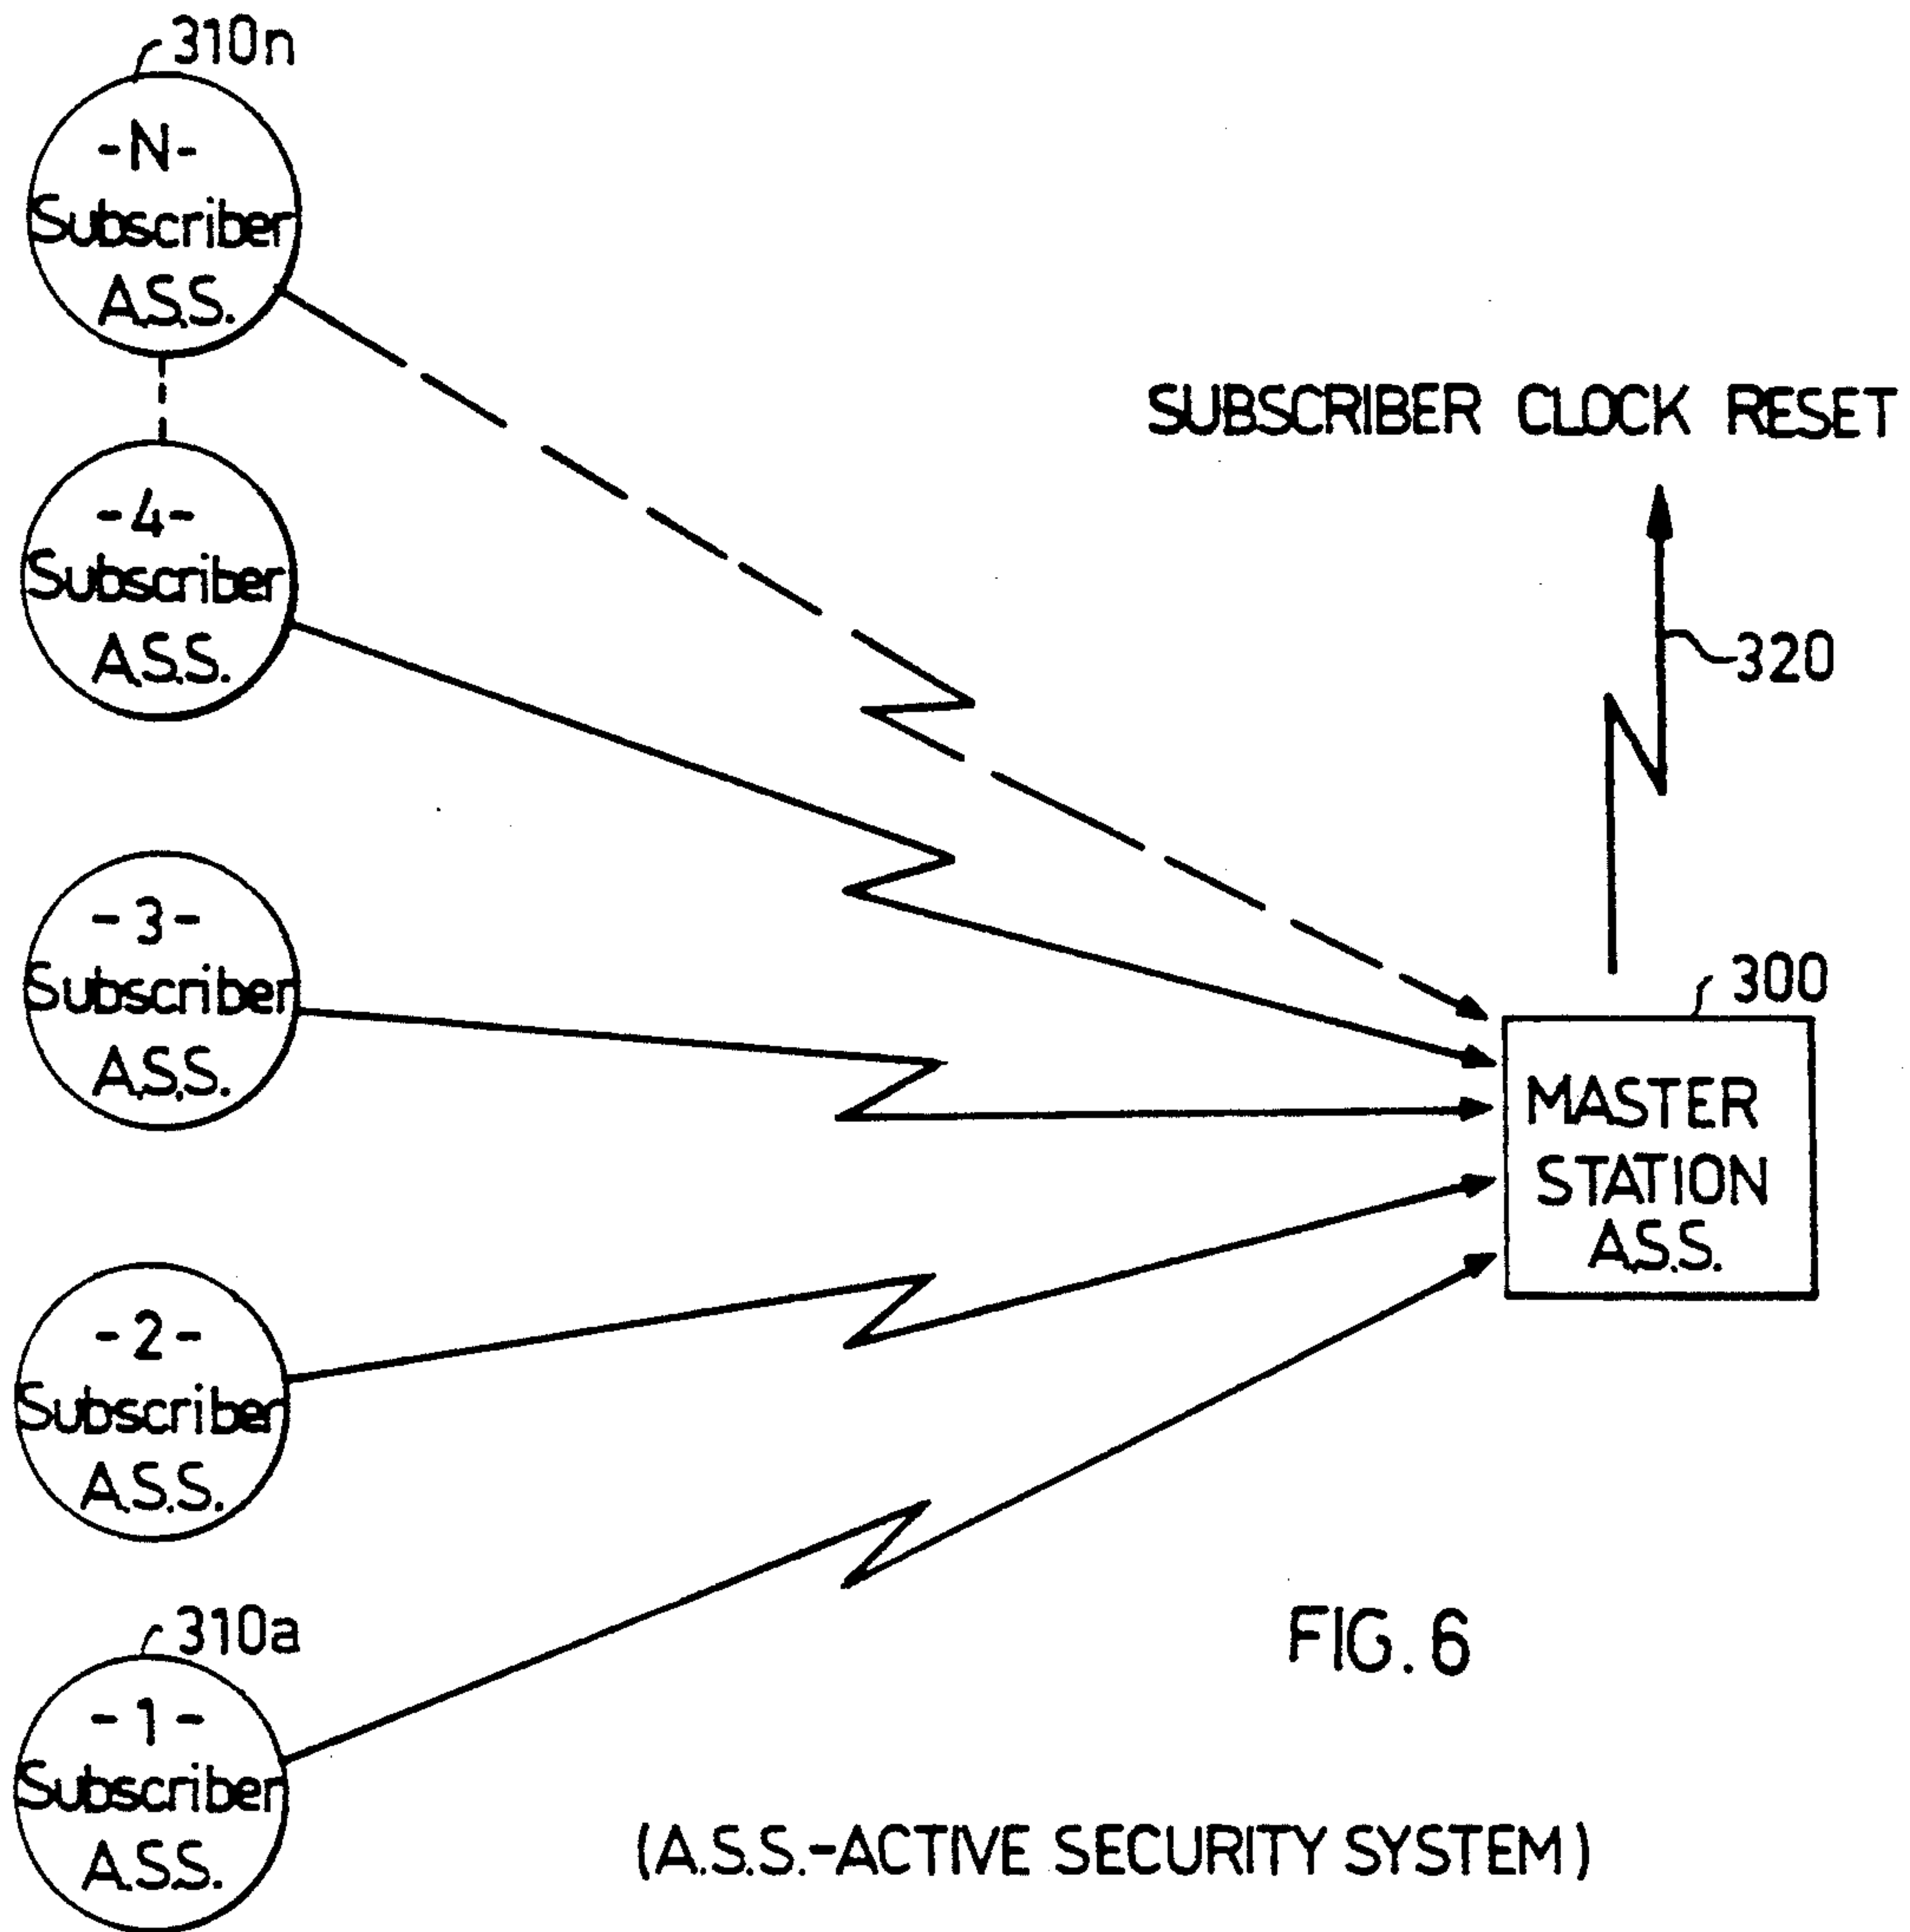 310n
-N-
Subscriber
A.S.S.
SUBSCRIBER CLOCK RESET
-4-
Subscriber
A.S.S.
320
-3-
Subscriber
A.S.S.
300
MASTER
STATION
A.S.S.
-2-
Subscriber
A.S.S.
310a
-1-
Subscriber
A.S.S.
FIG. 6
(A.S.S.-ACTIVE SECURITY SYSTEM)